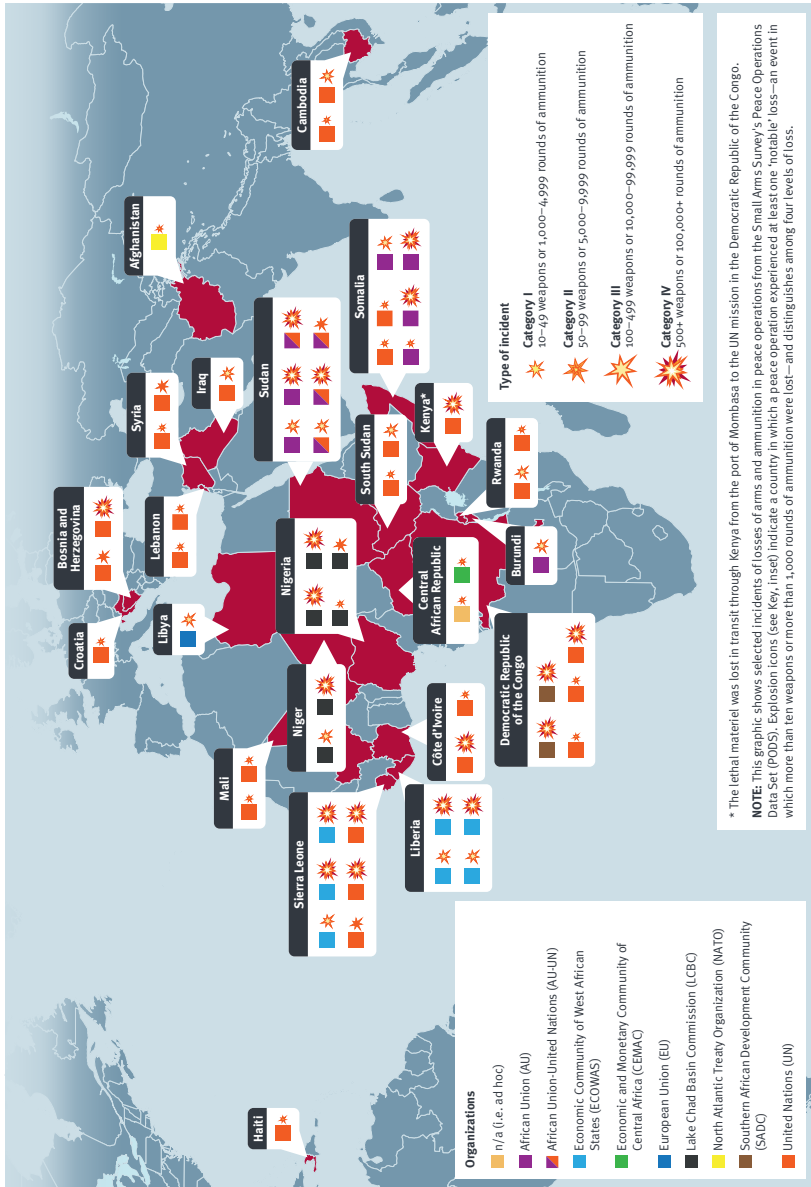 Haiti
Croatia
Bosnia and
Herzegovina
Syria
Lebanon
Iraq
Afghanistan
Cambodia
Libya
Sudan
Mali
Niger
Nigeria
South Sudan
Somalia
Sierra Leone
Liberia
Côte d'Ivoire
Central
African Republic
Kenya*
Rwanda
Burundi
Democratic Republic
of the Congo
Organizations
n/a (i.e. ad hoc)
African Union (AU)
African Union-United Nations (AU-UN)
Economic Community of West African
States (ECOWAS)
Economic and Monetary Community of
Central Africa (CEMAC)
European Union (EU)
Lake Chad Basin Commission (LCBC)
North Atlantic Treaty Organization (NATO)
Southern African Development Community
(SADC)
United Nations (UN)
Type of incident
Category I
10–49 weapons or 1,000–4,999 rounds of ammunition
Category II
50–99 weapons or 5,000–9,999 rounds of ammunition
Category III
100–499 weapons or 10,000–99,999 rounds of ammunition
Category IV
500+ weapons or 100,000+ rounds of ammunition
* The lethal materiel was lost in transit through Kenya from the port of Mombasa to the UN mission in the Democratic Republic of the Congo.
NOTE: This graphic shows selected incidents of losses of arms and ammunition in peace operations from the Small Arms Survey's Peace Operations
Data Set (PODS). Explosion icons (see Key, inset) indicate a country in which a peace operation experienced at least one 'notable' loss—an event in
which more than ten weapons or more than 1,000 rounds of ammunition were lost—and distinguishes among four levels of loss.